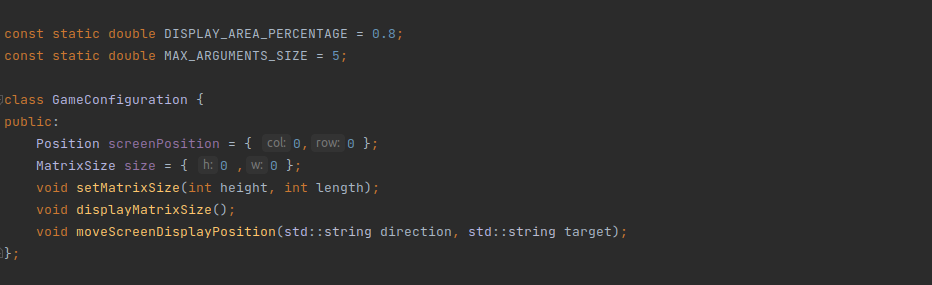 const static double DISPLAY_AREA_PERCENTAGE = 0.8;
const static double MAX_ARGUMENTS_SIZE = 5;
class GameConfiguration {
public:
    Position screenPosition = { col: 0, row: 0 };
    MatrixSize size = { h: 0 , w: 0 };
    void setMatrixSize(int height, int length);
    void displayMatrixSize();
    void moveScreenDisplayPosition(std::string direction, std::string target);
};